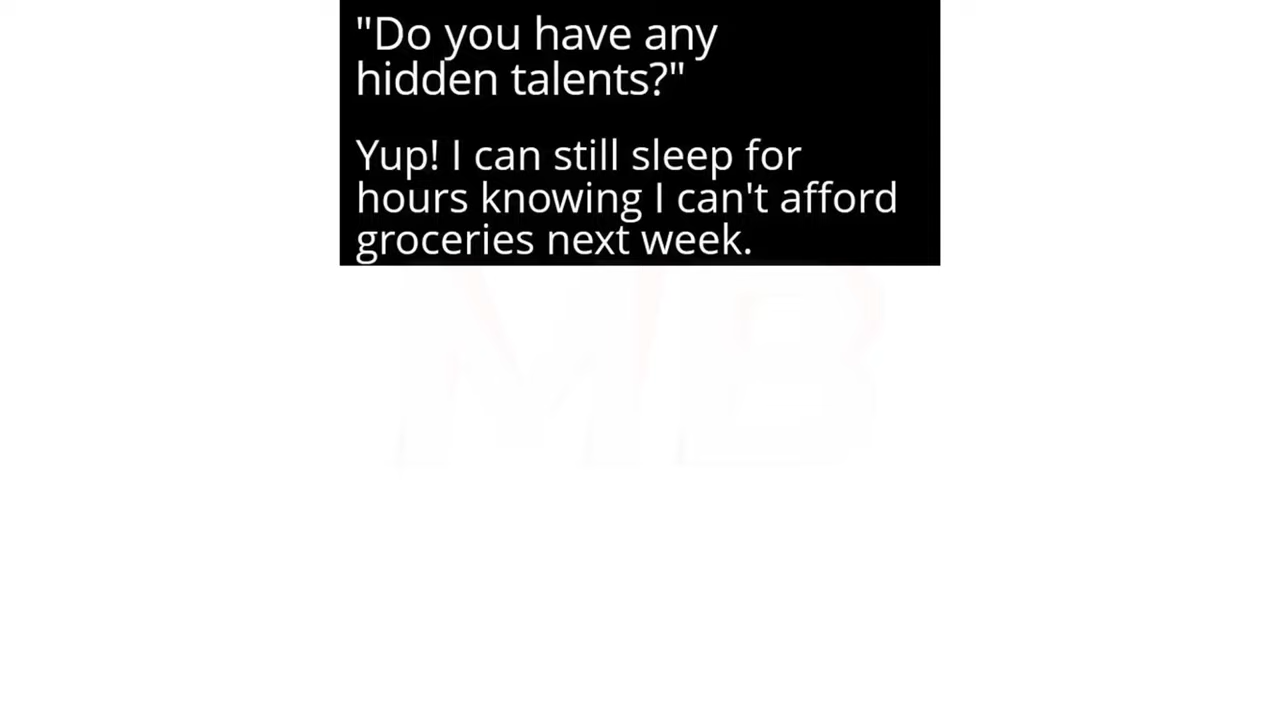 "Do you have any
hidden talents?"
Yup! I can still sleep for
hours knowing I can't afford
groceries next week.